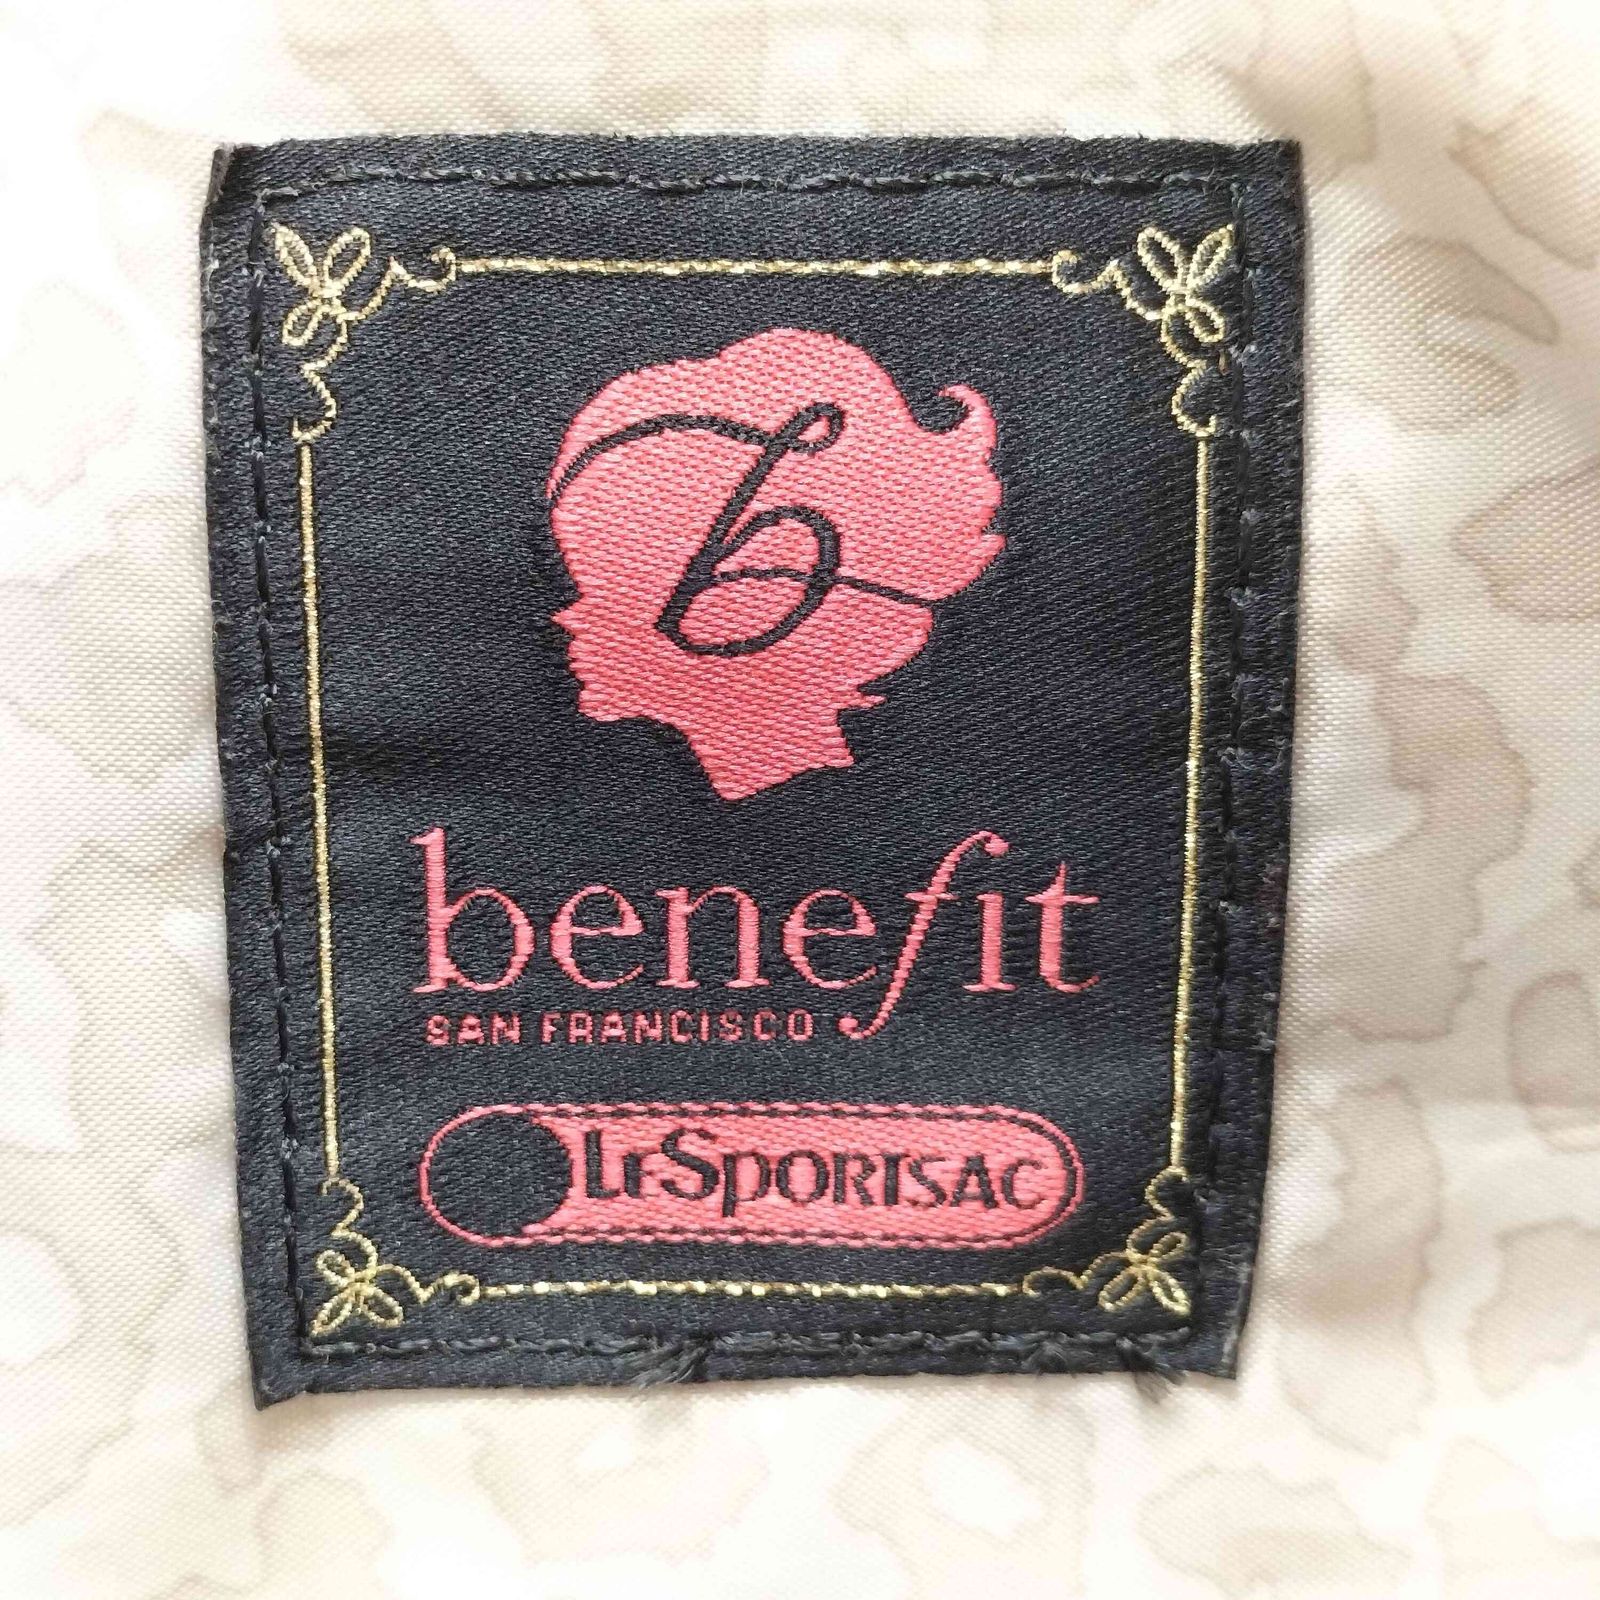 b
benefit
SAN FRANCISCO
LeSPORTSAC